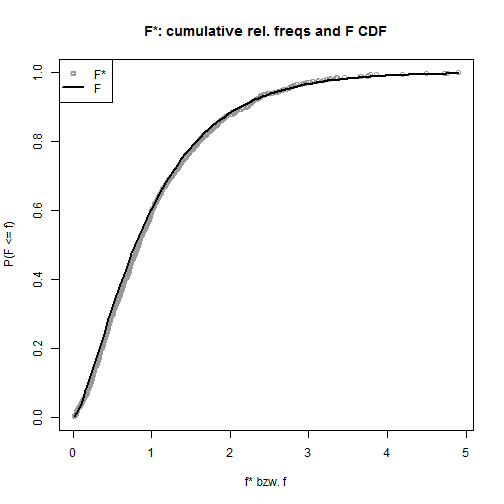 F*: cumulative rel. freqs and F CDF
F*
F
P(F <= f)
1.0
0.8
0.6
0.4
0.2
0.0
0 1 2 3 4 5
f* bzw. f